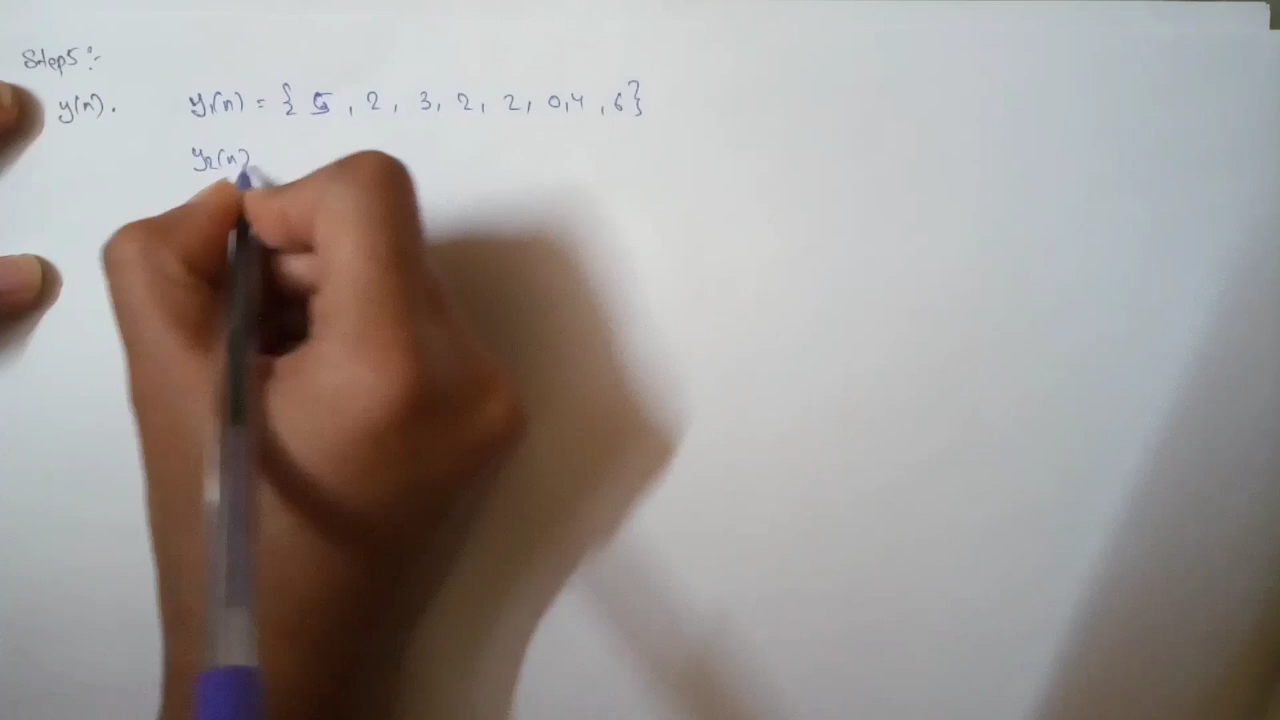 Step5:-
y(n). y₁(n) = { 5, 2, 3, 2, 2, 0,4, 6}
y₂(n)